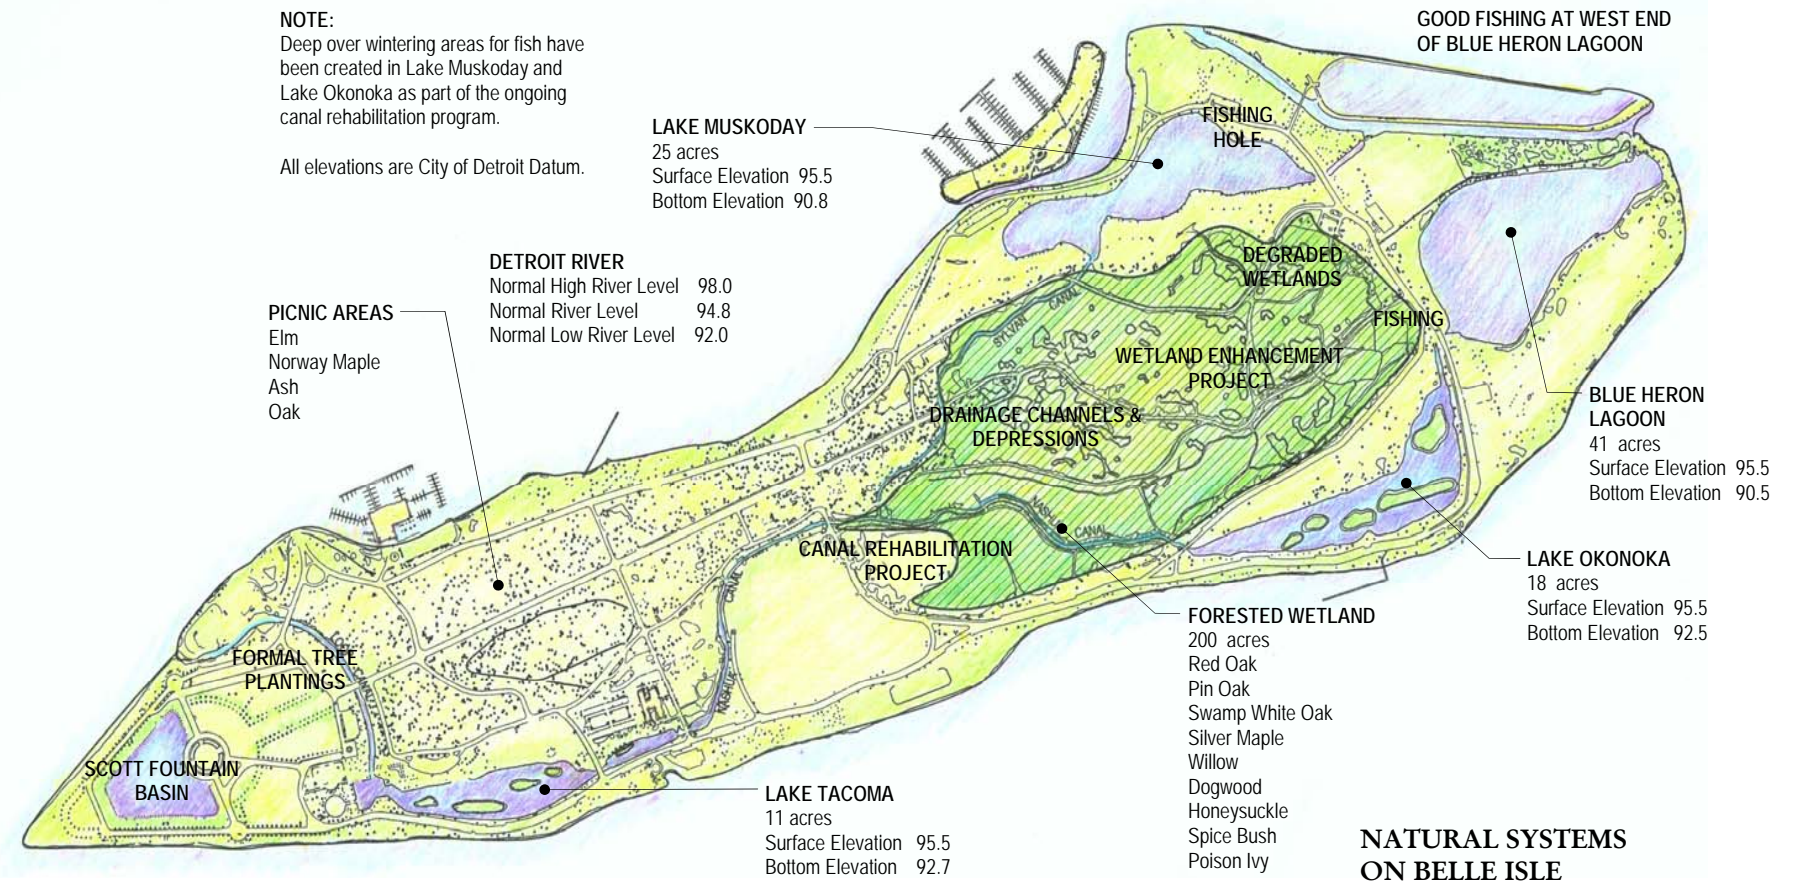 NOTE:
Deep over wintering areas for fish have
been created in Lake Muskoday and
Lake Okonoka as part of the ongoing
canal rehabilitation program.
All elevations are City of Detroit Datum.
GOOD FISHING AT WEST END
OF BLUE HERON LAGOON
LAKE MUSKODAY
25 acres
Surface Elevation 95.5
Bottom Elevation 90.8
FISHING
HOLE
DETROIT RIVER
Normal High River Level 98.0
Normal River Level 94.8
Normal Low River Level 92.0
PICNIC AREAS
Elm
Norway Maple
Ash
Oak
DEGRADED
WETLANDS
SYLVAN CANAL
FISHING
WETLAND ENHANCEMENT
PROJECT
DRAINAGE CHANNELS &
DEPRESSIONS
BLUE HERON
LAGOON
41 acres
Surface Elevation 95.5
Bottom Elevation 90.5
NASHUA CANAL
CANAL REHABILITATION
PROJECT
LAKE OKONOKA
18 acres
Surface Elevation 95.5
Bottom Elevation 92.5
NASHUA CANAL
FORESTED WETLAND
200 acres
Red Oak
Pin Oak
Swamp White Oak
Silver Maple
Willow
Dogwood
Honeysuckle
Spice Bush
Poison Ivy
FORMAL TREE
PLANTINGS
SCOTT FOUNTAIN
BASIN
LAKE TACOMA
11 acres
Surface Elevation 95.5
Bottom Elevation 92.7
NATURAL SYSTEMS
ON BELLE ISLE